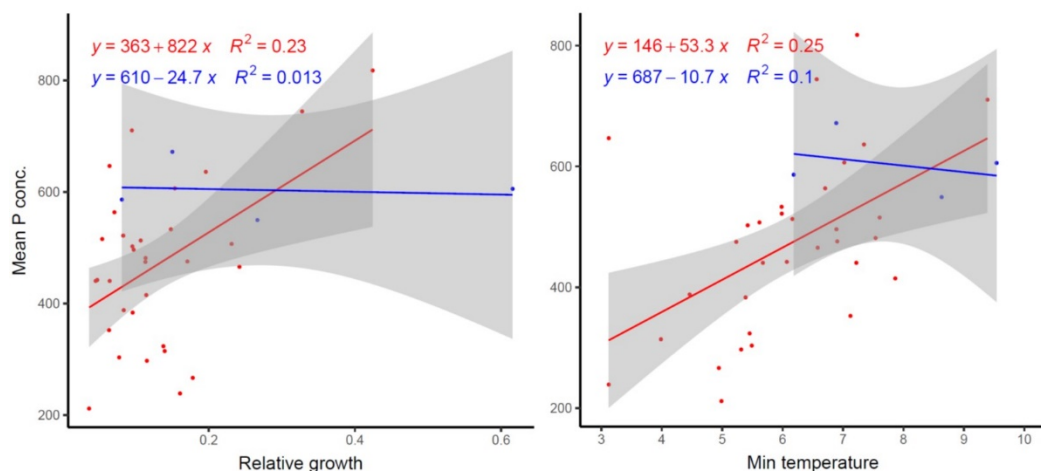 y = 363 + 822 x R² = 0.23
y = 610 − 24.7 x R² = 0.013
800
600
400
200
0.2 0.4 0.6
Mean P conc.
Relative growth
y = 146 + 53.3 x R² = 0.25
y = 687 − 10.7 x R² = 0.1
800
600
400
200
3 4 5 6 7 8 9 10
Min temperature